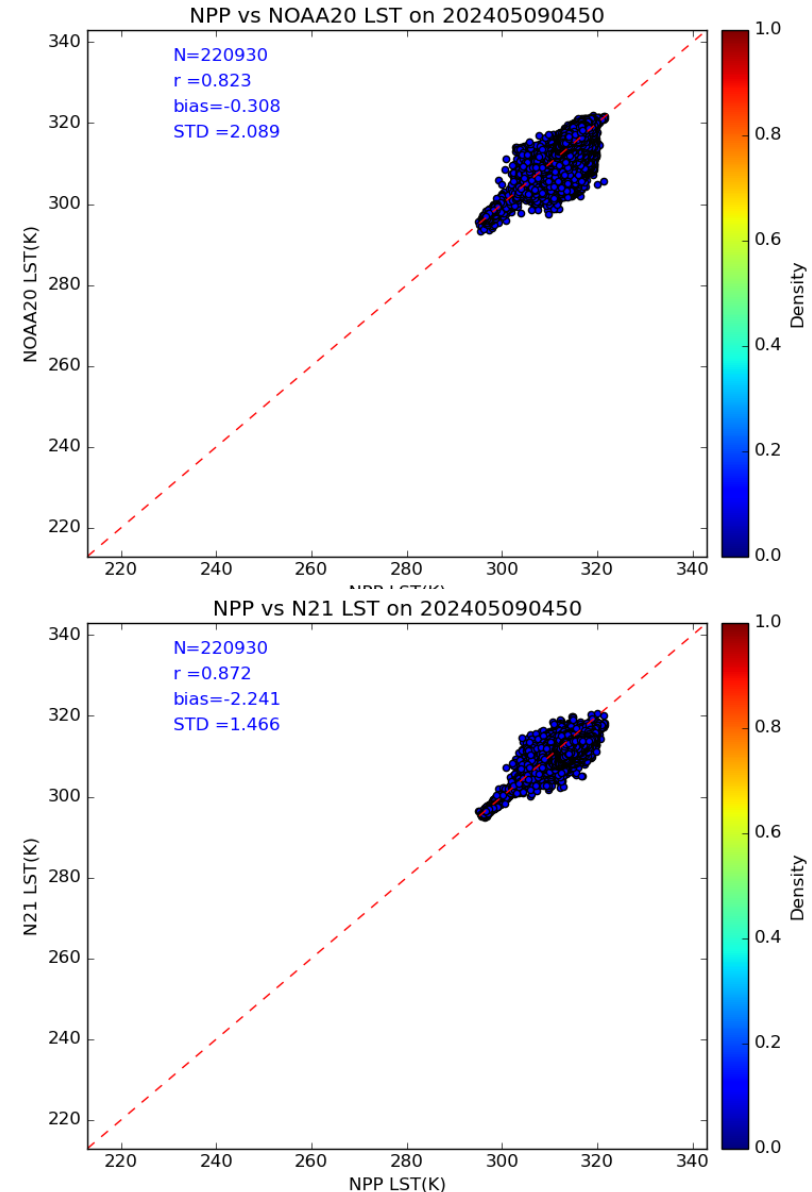 NPP vs NOAA20 LST on 202405090450
N=220930
r =0.823
bias=-0.308
STD =2.089
340
320
300
280
260
240
220
NOAA20 LST(K)
220
240
260
280
300
320
340
NPP LST(K)
1.0
0.8
0.6
0.4
0.2
0.0
Density
NPP vs N21 LST on 202405090450
N=220930
r =0.872
bias=-2.241
STD =1.466
340
320
300
280
260
240
220
N21 LST(K)
220
240
260
280
300
320
340
NPP LST(K)
1.0
0.8
0.6
0.4
0.2
0.0
Density